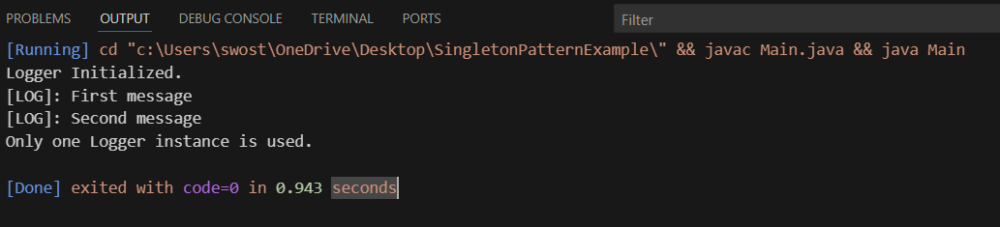 PROBLEMS OUTPUT DEBUG CONSOLE TERMINAL PORTS Filter
[Running] cd "c:\Users\swost\OneDrive\Desktop\SingletonPatternExample\" && javac Main.java && java Main
Logger Initialized.
[LOG]: First message
[LOG]: Second message
Only one Logger instance is used.
[Done] exited with code=0 in 0.943 seconds